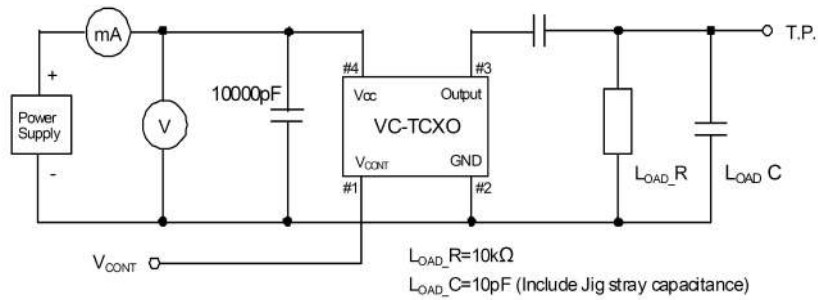 mA
T.P.
#4
#3
+
10000pF
Vcc
Output
Power
Supply
V
VC-TCXO
-
VCONT
GND
#1
#2
LOAD_R
LOAD C
VCONT
LOAD_R=10kΩ
LOAD_C=10pF (Include Jig stray capacitance)